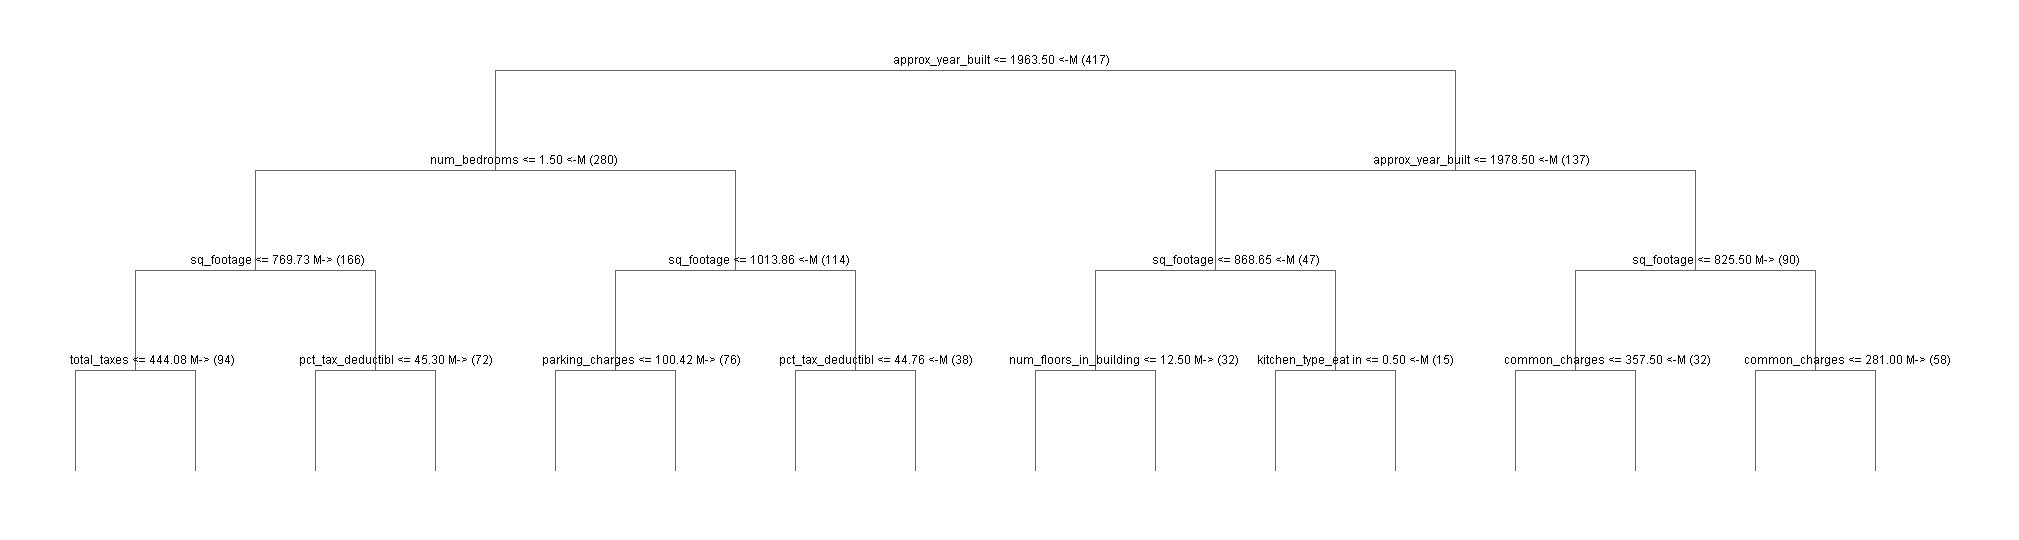 approx_year_built <= 1963.50 <-M (417)
num_bedrooms <= 1.50 <-M (280)
approx_year_built <= 1978.50 <-M (137)
sq_footage <= 769.73 M-> (166)
sq_footage <= 1013.86 <-M (114)
sq_footage <= 868.65 <-M (47)
sq_footage <= 825.50 M-> (90)
total_taxes <= 444.08 M-> (94)
pct_tax_deductibl <= 45.30 M-> (72)
parking_charges <= 100.42 M-> (76)
pct_tax_deductibl <= 44.76 <-M (38)
num_floors_in_building <= 12.50 M-> (32)
kitchen_type_eat in <= 0.50 <-M (15)
common_charges <= 357.50 <-M (32)
common_charges <= 281.00 M-> (58)